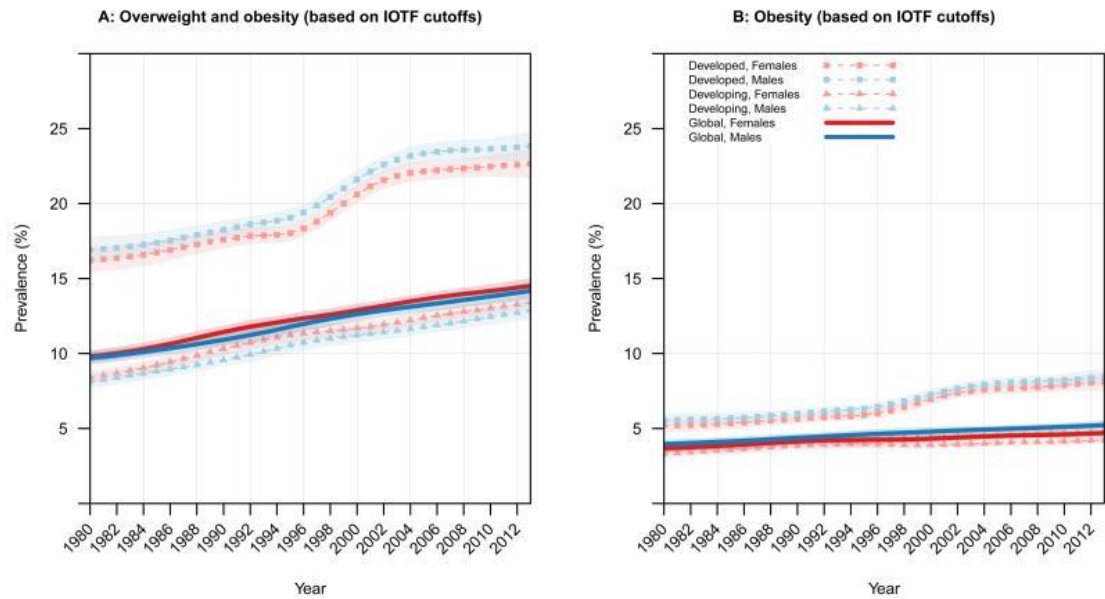 A: Overweight and obesity (based on IOTF cutoffs)
Prevalence (%)
25
20
15
10
5
1980 1982 1984 1986 1988 1990 1992 1994 1996 1998 2000 2002 2004 2006 2008 2010 2012
Year
B: Obesity (based on IOTF cutoffs)
Developed, Females
Developed, Males
Developing, Females
Developing, Males
Global, Females
Global, Males
Prevalence (%)
25
20
15
10
5
1980 1982 1984 1986 1988 1990 1992 1994 1996 1998 2000 2002 2004 2006 2008 2010 2012
Year